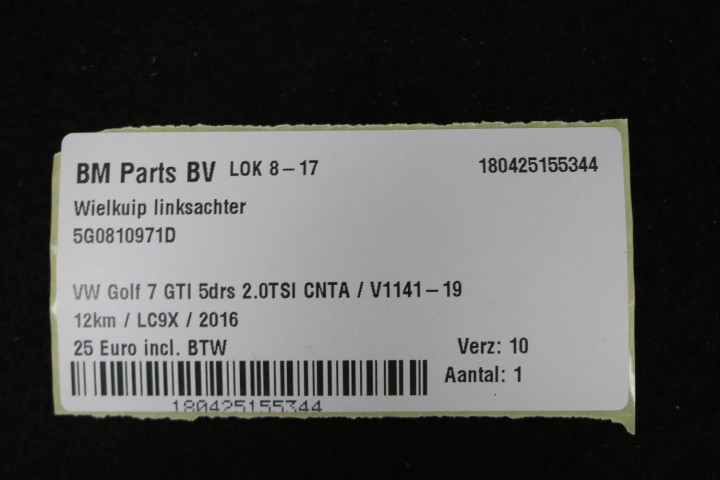 BM Parts BV LOK 8-17 180425155344
Wielkuip linksachter
5G0810971D
VW Golf 7 GTI 5drs 2.0TSI CNTA / V1141-19
12km / LC9X / 2016
25 Euro incl. BTW Verz: 10
Aantal: 1
180425155344